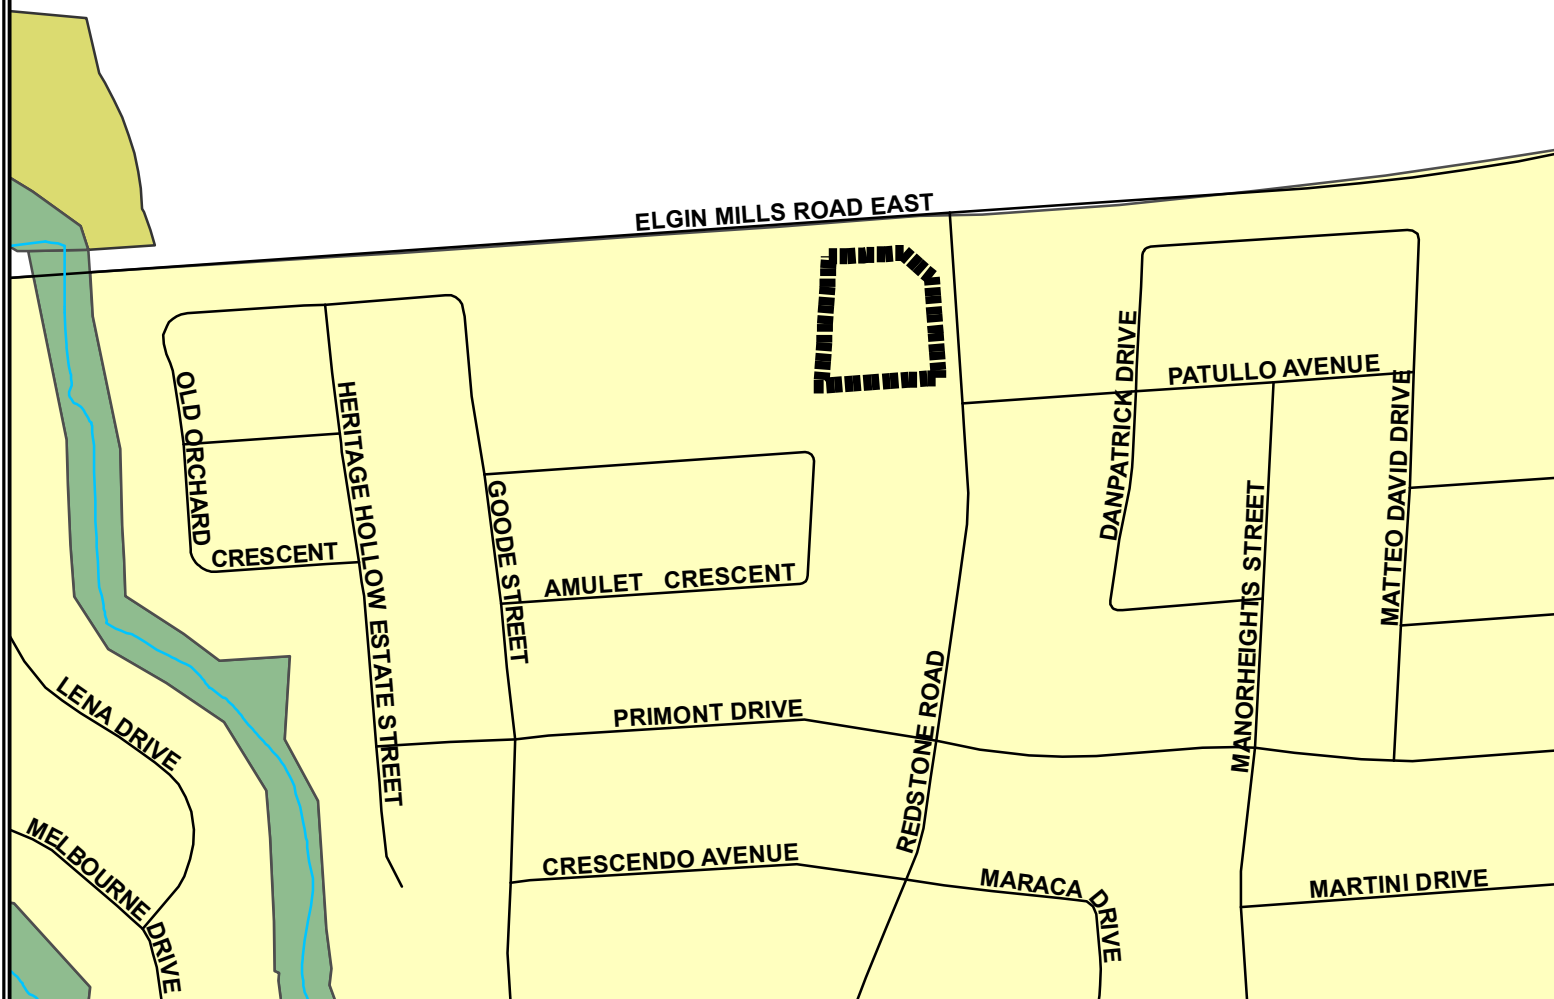 ELGIN MILLS ROAD EAST
OLD ORCHARD
CRESCENT
HERITAGE HOLLOW ESTATE STREET
GOODE STREET
AMULET CRESCENT
DANPATRICK DRIVE
PATULLO AVENUE
MATTEO DAVID DRIVE
MANORHEIGHTS STREET
REDSTONE ROAD
PRIMONT DRIVE
LENA DRIVE
MELBOURNE DRIVE
CRESCENDO AVENUE
MARACA DRIVE
MARTINI DRIVE